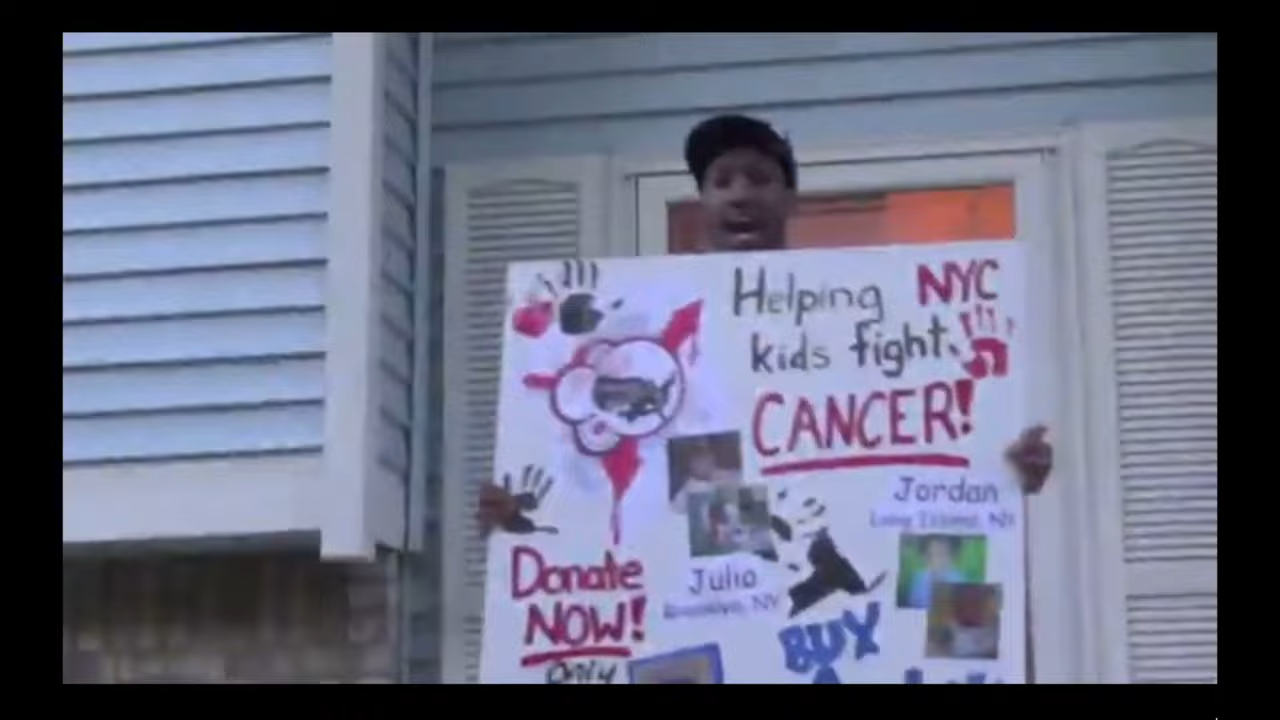 Helping NYC
kids fight
CANCER!
Jordan
Long Island, NY
Donate
NOW!
only
Julio
Brooklyn, NY
BUY